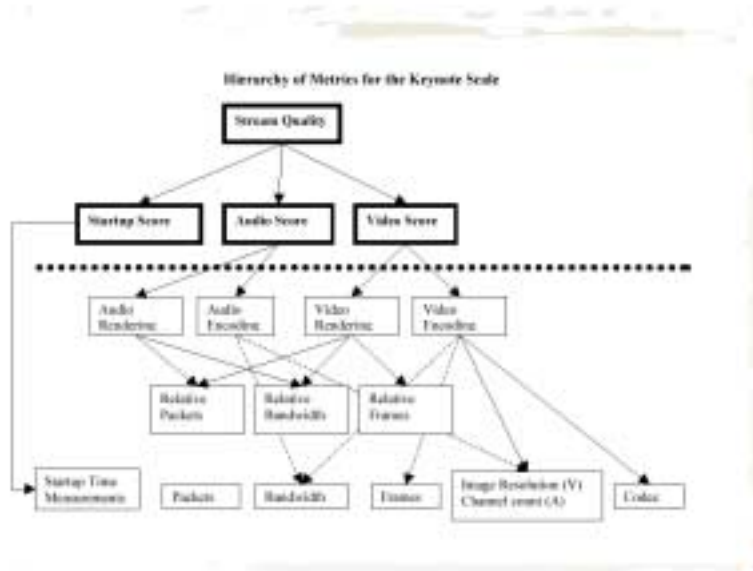 Hierarchy of Metrics for the Keynote Scale
Stream Quality
Startup Score
Audio Score
Video Score
Audio
Rendering
Audio
Encoding
Video
Rendering
Video
Encoding
Relative
Packets
Relative
Bandwidth
Relative
Frames
Startup Time
Measurements
Packets
Bandwidth
Frames
Image Resolution (V)
Channel count (A)
Codec